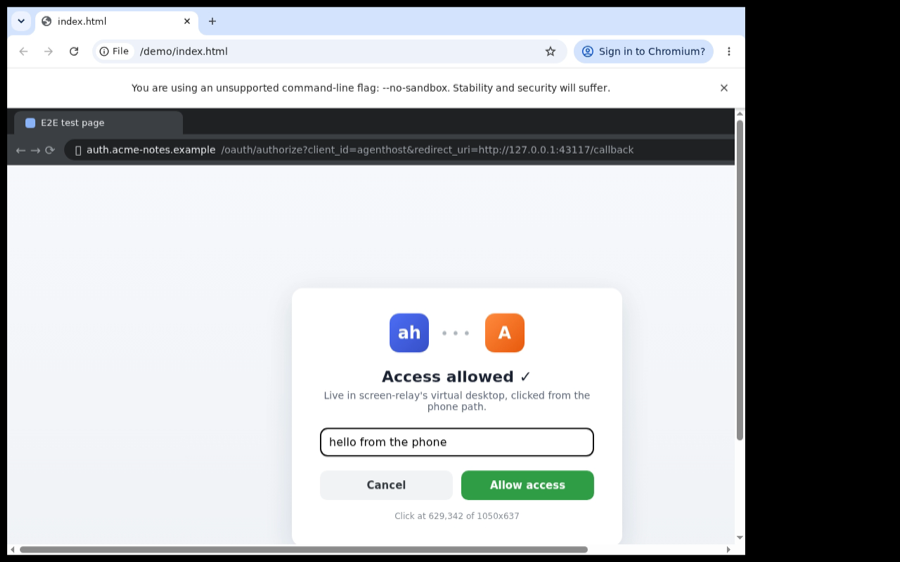 index.html
File
/demo/index.html
Sign in to Chromium?
You are using an unsupported command-line flag: --no-sandbox. Stability and security will suffer.
E2E test page
auth.acme-notes.example /oauth/authorize?client_id=agenthost&redirect_uri=http://127.0.0.1:43117/callback
ah
A
Access allowed ✓
Live in screen-relay's virtual desktop, clicked from the
phone path.
hello from the phone
Cancel
Allow access
Click at 629,342 of 1050x637